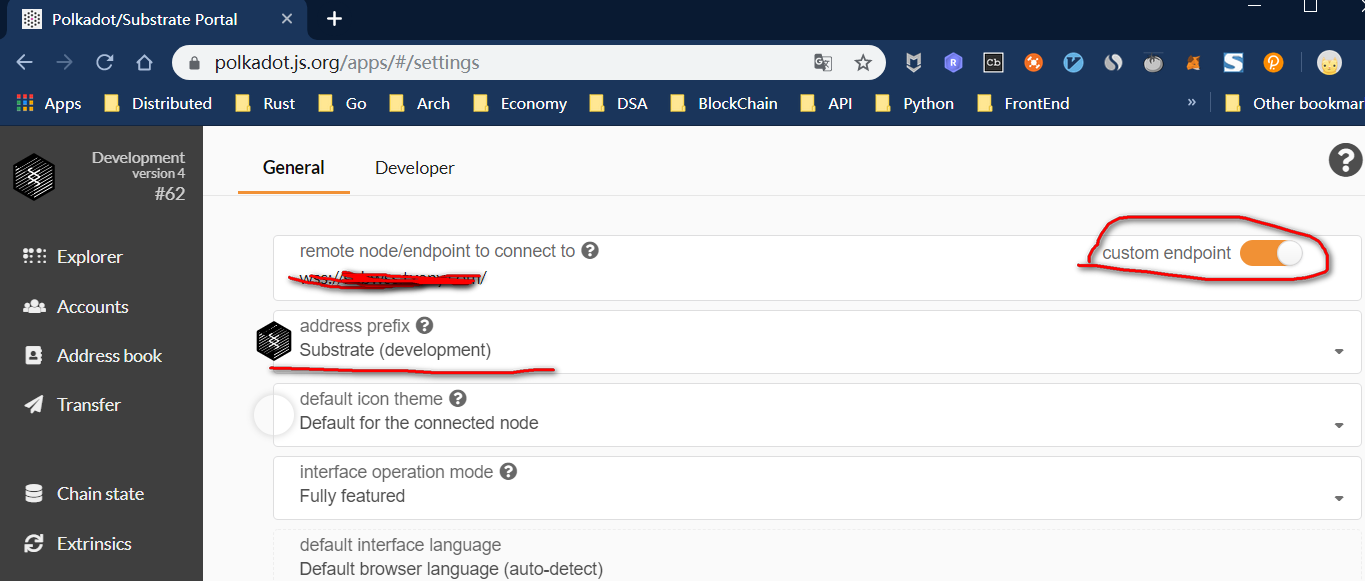 Polkadot/Substrate Portal
polkadot.js.org/apps/#/settings
Apps Distributed Rust Go Arch Economy DSA BlockChain API Python FrontEnd » Other bookmar
Development
version 4
#62
General Developer
Explorer
Accounts
Address book
Transfer
Chain state
Extrinsics
remote node/endpoint to connect to
custom endpoint
address prefix
Substrate (development)
default icon theme
Default for the connected node
interface operation mode
Fully featured
default interface language
Default browser language (auto-detect)